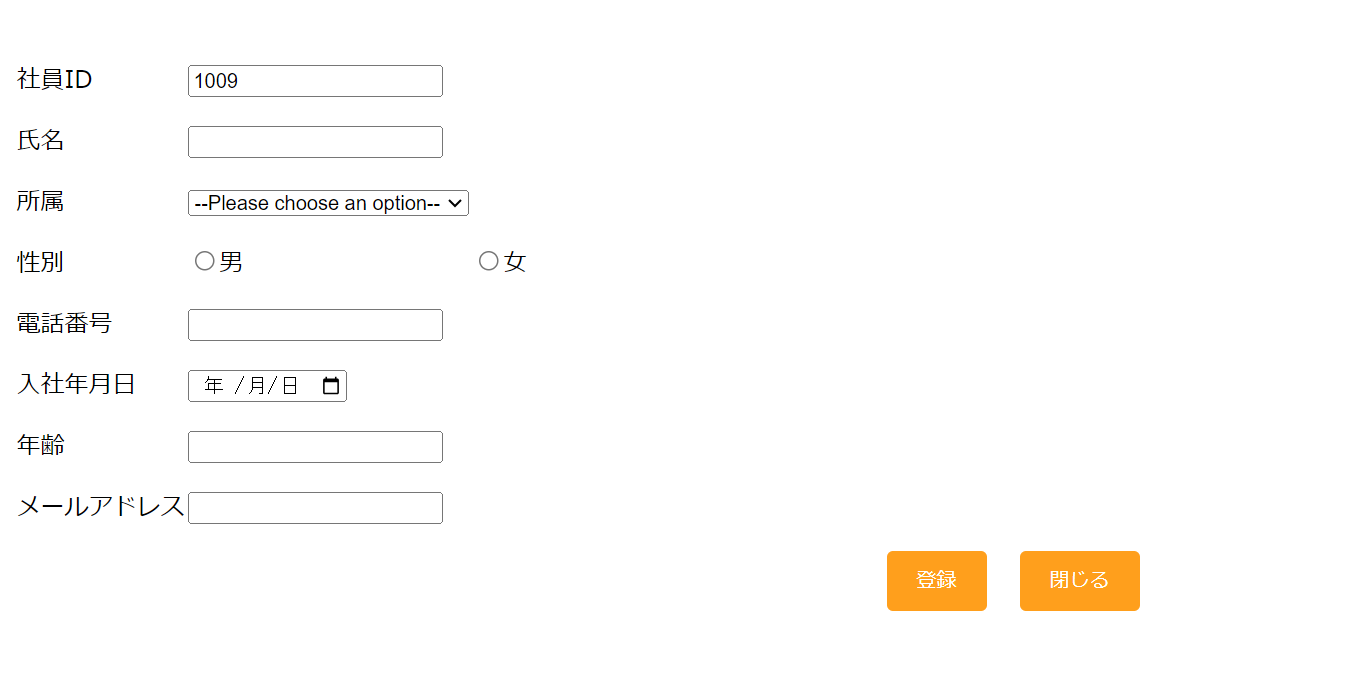 社員ID 1009
氏名
所属 --Please choose an option--
性別 男 女
電話番号
入社年月日 年 /月/日
年齢
メールアドレス
登録 閉じる